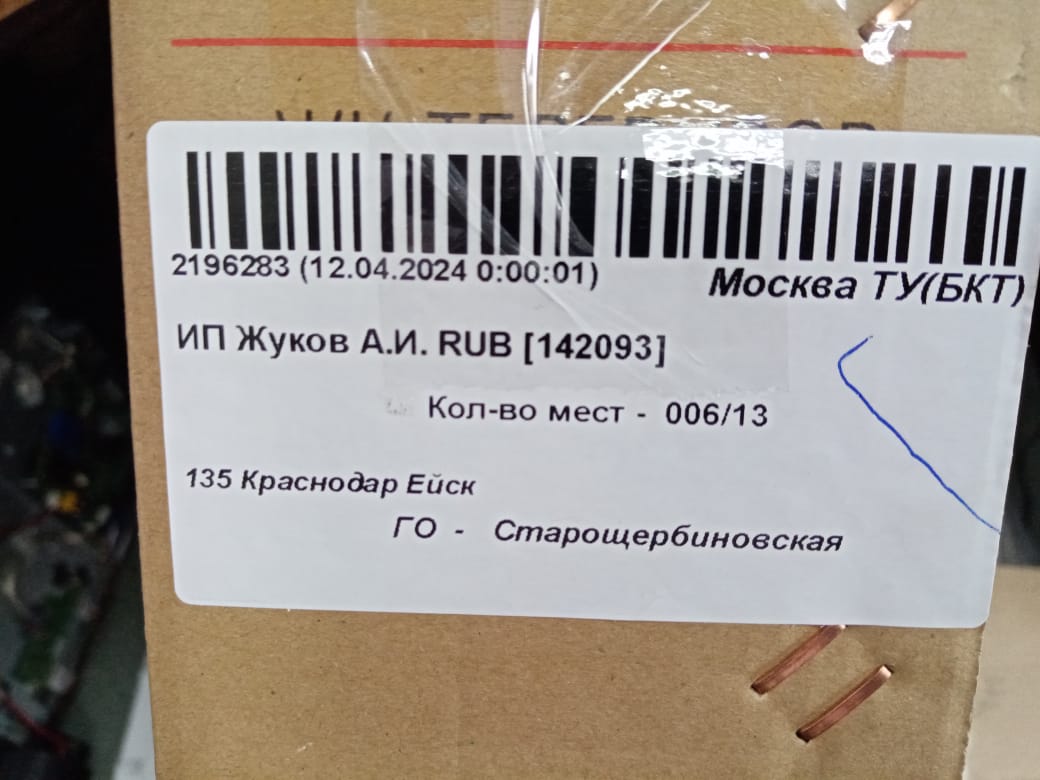 2196283 (12.04.2024 0:00:01)
Москва ТУ(БКТ)
ИП Жуков А.И. RUB [142093]
Кол-во мест - 006/13
135 Краснодар Ейск
ГО - Старощербиновская